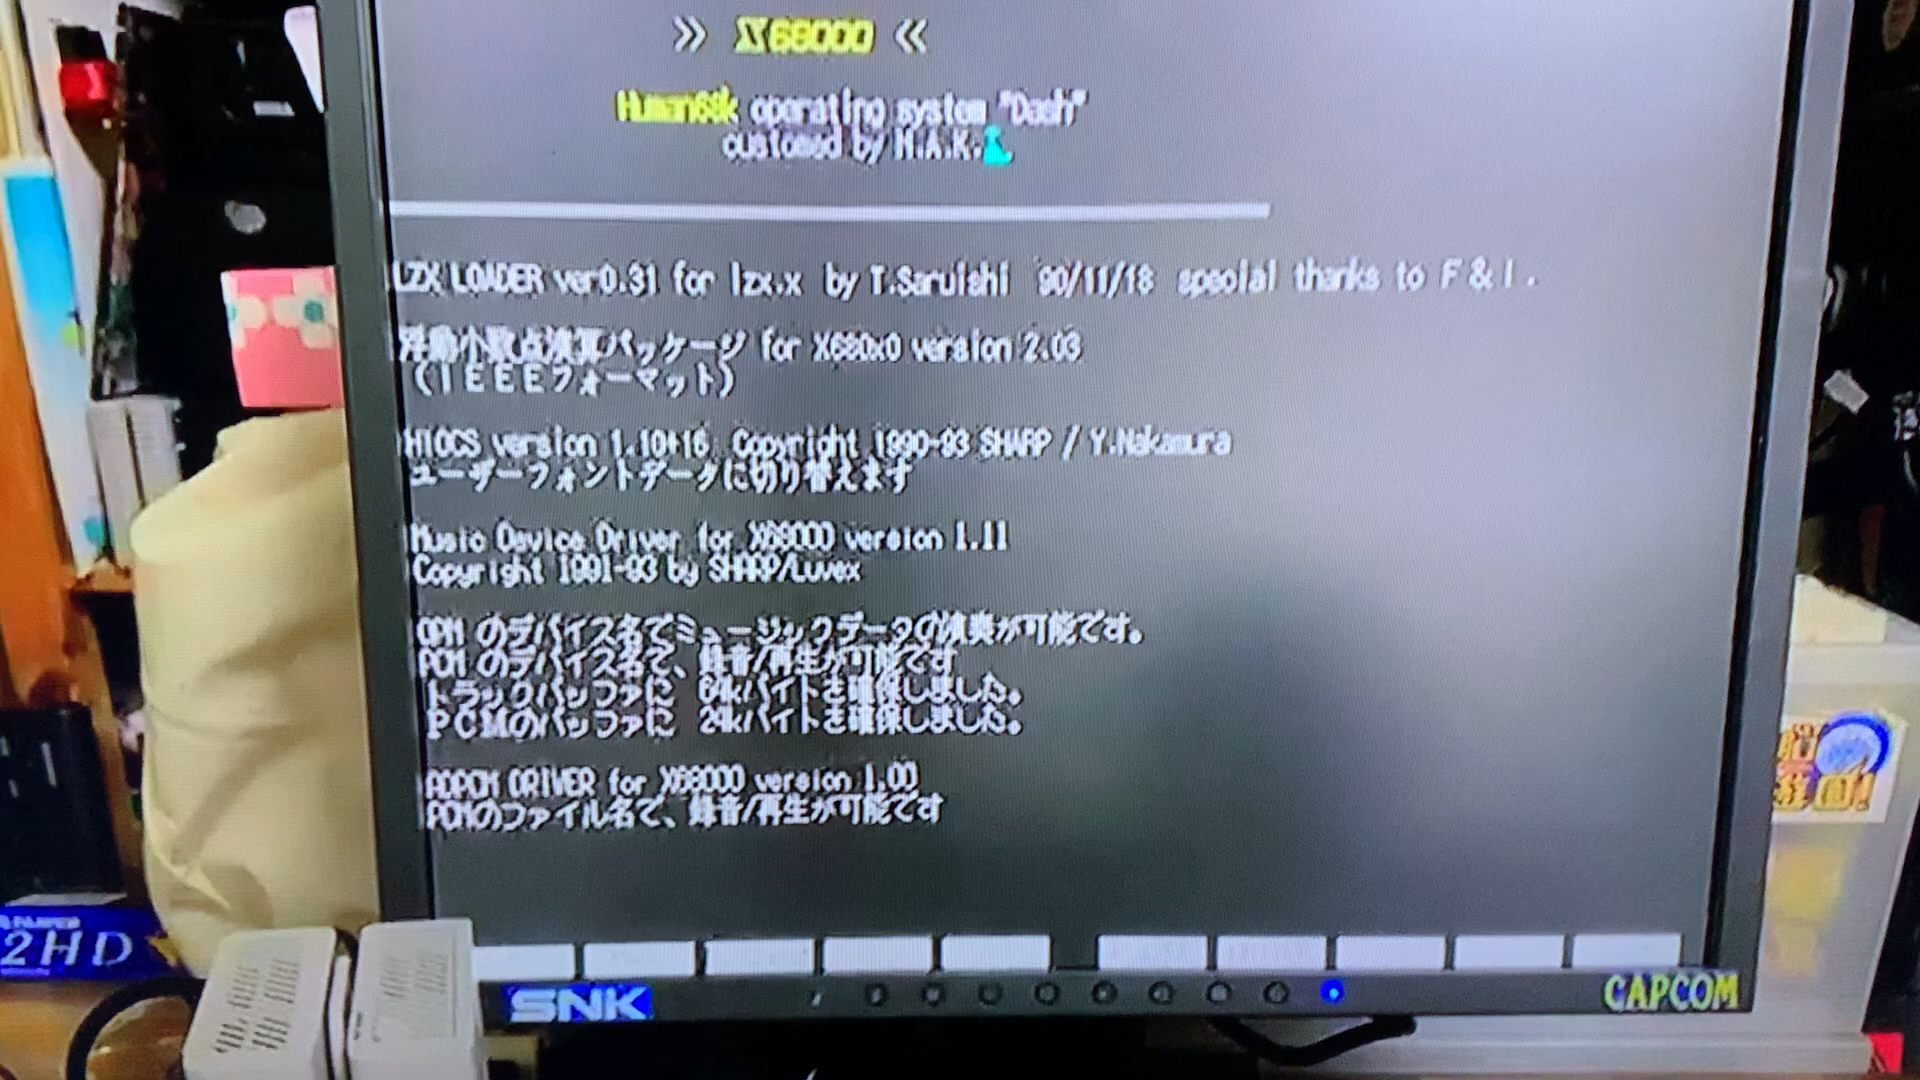 » X68000 «
Human68k operating system "Dash"
customed by M.A.K.
LZX LOADER ver0.31 for lzx.x by T.Saruishi 90/11/18 special thanks to F & I .
浮動小数点演算パッケージ for X680x0 version 2.03
(ＩＥＥＥフォーマット)
HIOCS version 1.10+16 Copyright 1990-93 SHARP / Y.Nakamura
ユーザーフォントデータに切り替えます
Music Device Driver for X68000 version 1.11
Copyright 1991-93 by SHARP/Luvex
OPM のデバイス名でミュージックデータの演奏が可能です。
PCM のデバイス名で、録音/再生が可能です
トラックバッファに 64kバイトを確保しました。
ＰＣＭのバッファに 24kバイトを確保しました。
ADPCM DRIVER for X68000 version 1.00
PCMのファイル名で、録音/再生が可能です
2HD
SNK
CAPCOM